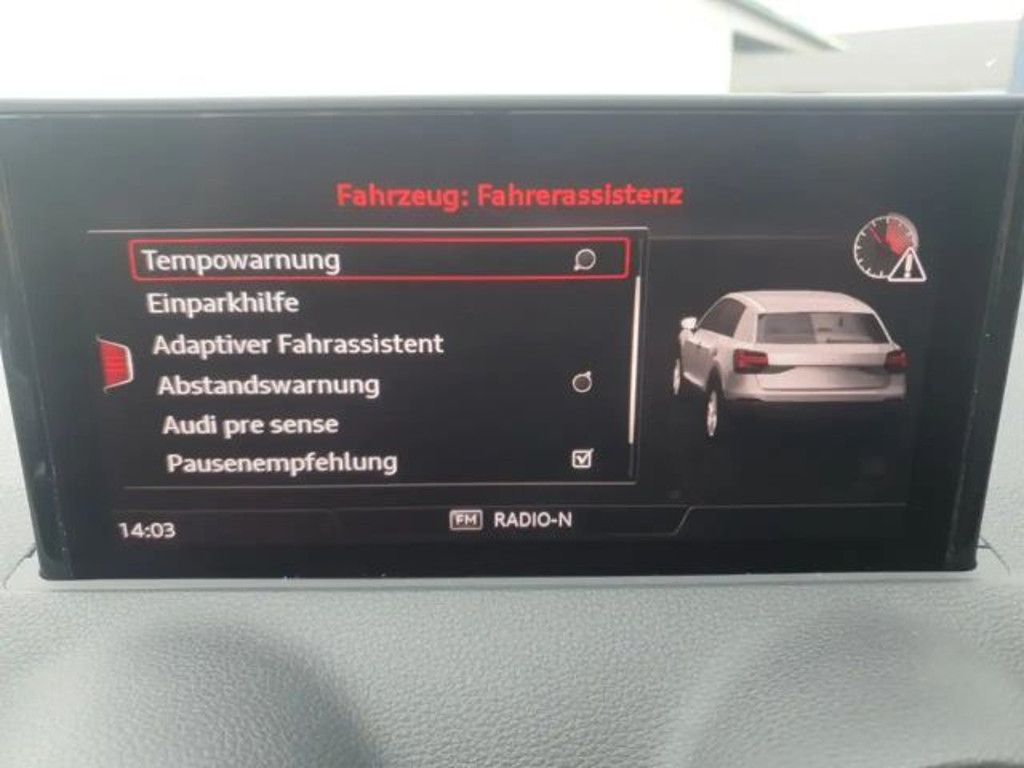 Fahrzeug: Fahrerassistenz
Tempowarnung
Einparkhilfe
Adaptiver Fahrassistent
Abstandswarnung
Audi pre sense
Pausenempfehlung
14:03
FM RADIO-N